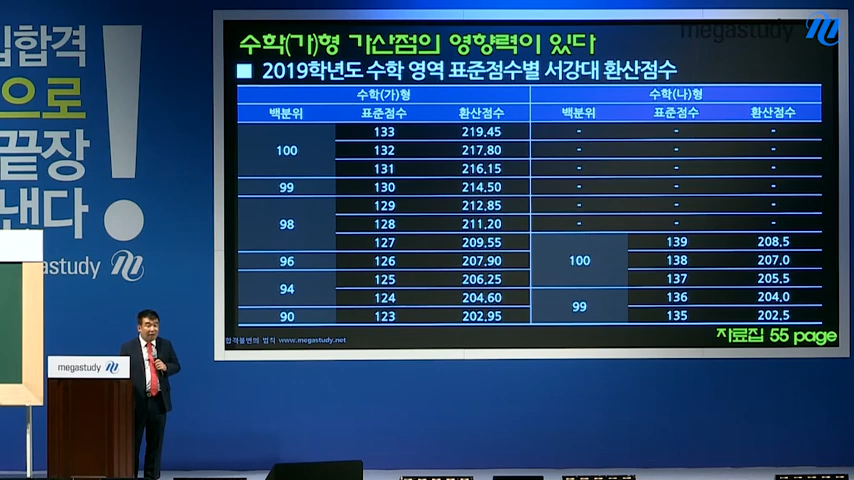 megastudy
수학(가)형 가산점의 영향력이 있다
2019학년도 수학 영역 표준점수별 서강대 환산점수
수학(가)형 수학(나)형
백분위 표준점수 환산점수 백분위 표준점수 환산점수
100 133 219.45 - - -
132 217.80 - - -
131 216.15 - - -
99 130 214.50 - - -
98 129 212.85 - - -
128 211.20 - - -
127 209.55 100 139 208.5
96 126 207.90 138 207.0
94 125 206.25 137 205.5
124 204.60 99 136 204.0
90 123 202.95 135 202.5
합격불변의 법칙 www.megastudy.net
자료집 55 page
합격
으로
끝장
낸다!
megastudy